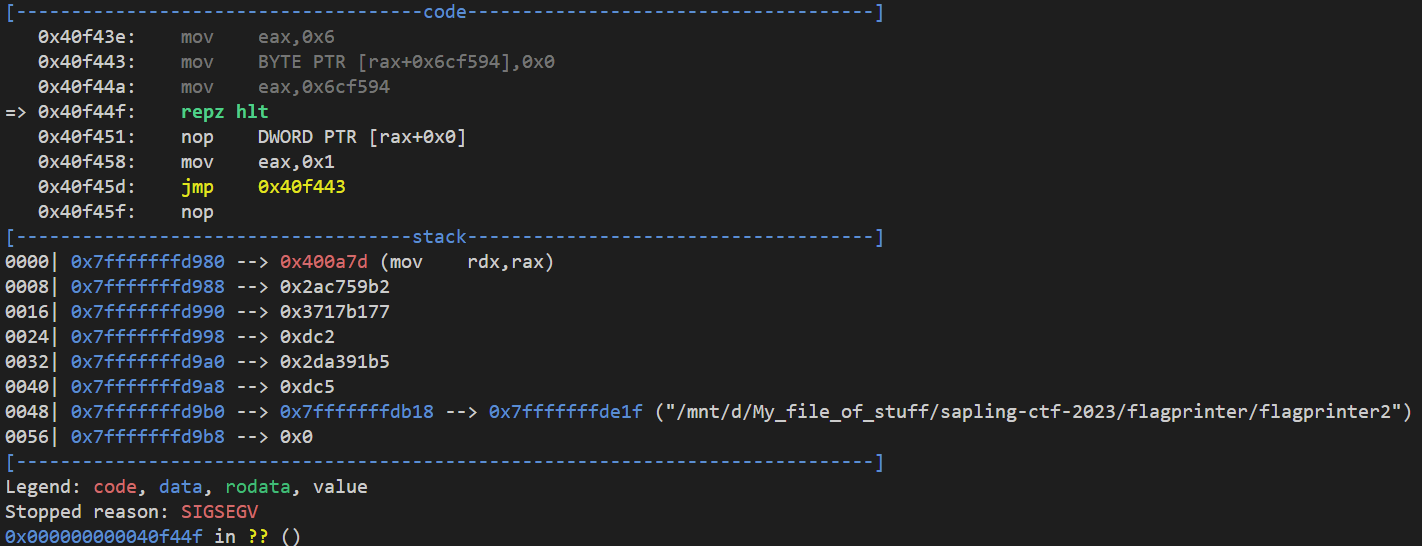 [-------------------------------------code-------------------------------------]
   0x40f43e:    mov    eax,0x6
   0x40f443:    mov    BYTE PTR [rax+0x6cf594],0x0
   0x40f44a:    mov    eax,0x6cf594
=> 0x40f44f:    repz hlt
   0x40f451:    nop    DWORD PTR [rax+0x0]
   0x40f458:    mov    eax,0x1
   0x40f45d:    jmp    0x40f443
   0x40f45f:    nop
[------------------------------------stack-------------------------------------]
0000| 0x7fffffffd980 --> 0x400a7d (mov    rdx,rax)
0008| 0x7fffffffd988 --> 0x2ac759b2
0016| 0x7fffffffd990 --> 0x3717b177
0024| 0x7fffffffd998 --> 0xdc2
0032| 0x7fffffffd9a0 --> 0x2da391b5
0040| 0x7fffffffd9a8 --> 0xdc5
0048| 0x7fffffffd9b0 --> 0x7fffffffdb18 --> 0x7fffffffde1f ("/mnt/d/My_file_of_stuff/sapling-ctf-2023/flagprinter/flagprinter2")
0056| 0x7fffffffd9b8 --> 0x0
[------------------------------------------------------------------------------]
Legend: code, data, rodata, value
Stopped reason: SIGSEGV
0x000000000040f44f in ?? ()